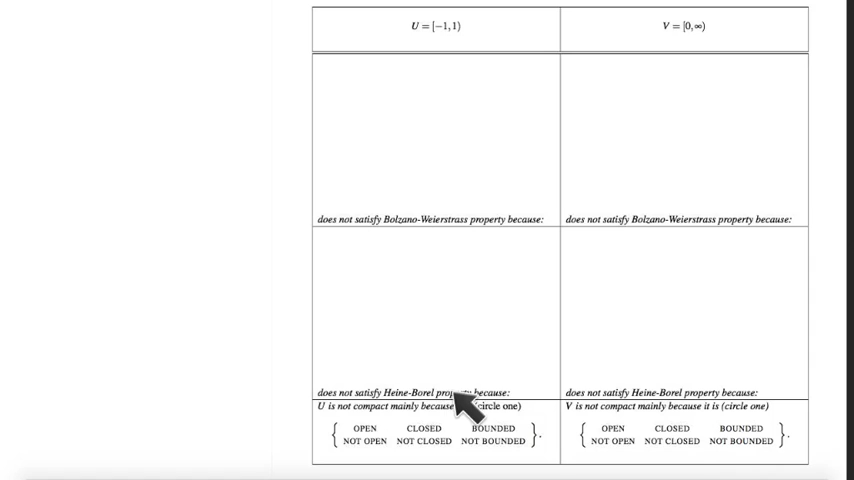 U = [−1, 1)
V = [0, ∞)
does not satisfy Bolzano-Weierstrass property because:
does not satisfy Bolzano-Weierstrass property because:
does not satisfy Heine-Borel because:
does not satisfy Heine-Borel property because:
U is not compact mainly because (circle one)
V is not compact mainly because it is (circle one)
{ OPEN CLOSED BOUNDED
NOT OPEN NOT CLOSED NOT BOUNDED }.
{ OPEN CLOSED BOUNDED
NOT OPEN NOT CLOSED NOT BOUNDED }.